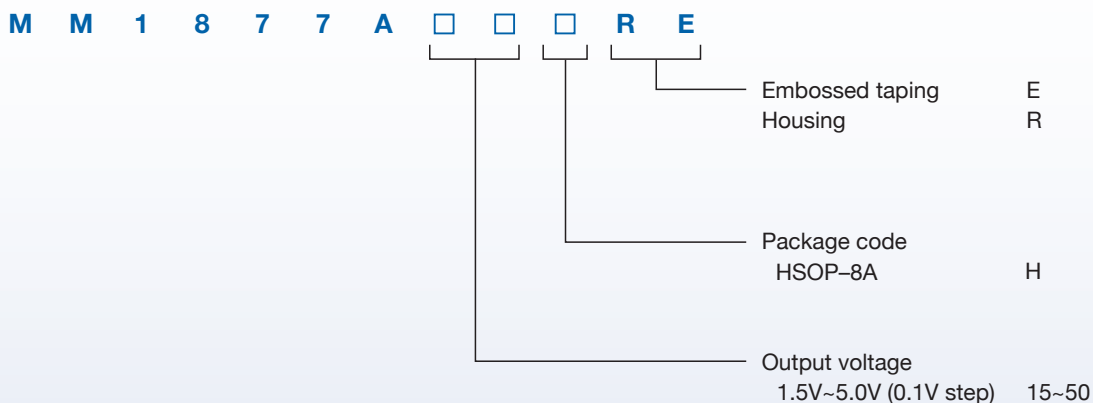 M M 1 8 7 7 A □ □ □ R E
Embossed taping E
Housing R
Package code
HSOP–8A H
Output voltage
1.5V~5.0V (0.1V step) 15~50